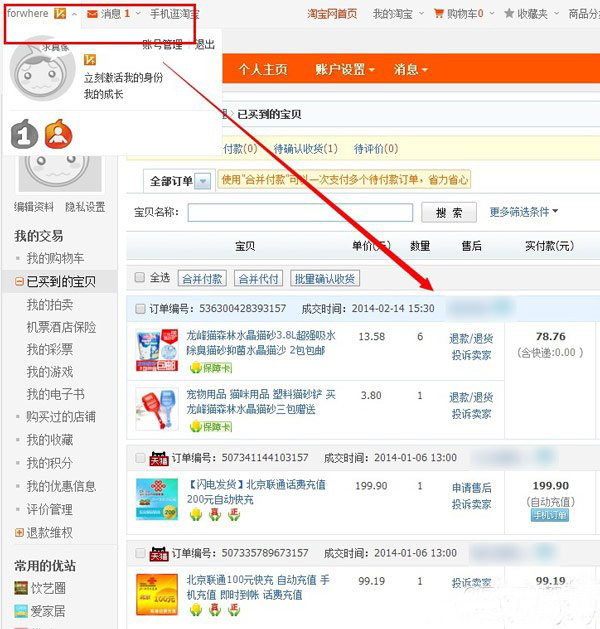 forwhere 消息 1 手机逛淘宝 淘宝网首页 我的淘宝 购物车0 收藏夹 商品分
账号管理 退出
立刻激活我的身份
我的成长
个人主页 账户设置 消息
已买到的宝贝
付款(0) 待确认收货(1) 待评价(0)
全部订单 使用"合并付款"可以一次支付多个待付款订单，省力省心
编辑资料 隐私设置
宝贝名称： 搜 索 更多筛选条件
我的交易
我的购物车
已买到的宝贝
我的拍卖
机票酒店保险
我的彩票
我的游戏
我的电子书
购买过的店铺
我的收藏
我的积分
我的优惠信息
评价管理
退款维权
常用的优站
饮艺圈
爱家居
宝贝 单价(元) 数量 售后 实付款(元)
全选 合并付款 合并代付 批量确认收货
订单编号：536300428393157 成交时间：2014-02-14 15:30
龙峰猫森林水晶猫砂3.8L超强吸水 13.58 6 退款/退货 78.76
除臭猫砂抑菌水晶猫沙 2包包邮 投诉卖家 (含快递:0.00 )
保障卡
宠物用品 猫咪用品 塑料猫砂铲 买 3.80 1 退款/退货
龙峰猫森林水晶猫砂三包赠送 投诉卖家
保障卡
天猫 订单编号：507341144103157 成交时间：2014-01-06 13:00
【闪电发货】北京联通话费充值 199.90 1 申请售后 199.90
200元自动快充 投诉卖家 (自动充值)
真 正 手机订单
天猫 订单编号：507335789673157 成交时间：2014-01-06 13:00
北京联通100元快充 自动充值 手 99.19 1 投诉卖家 99.19
机充值 即时到帐 话费充值
真 正